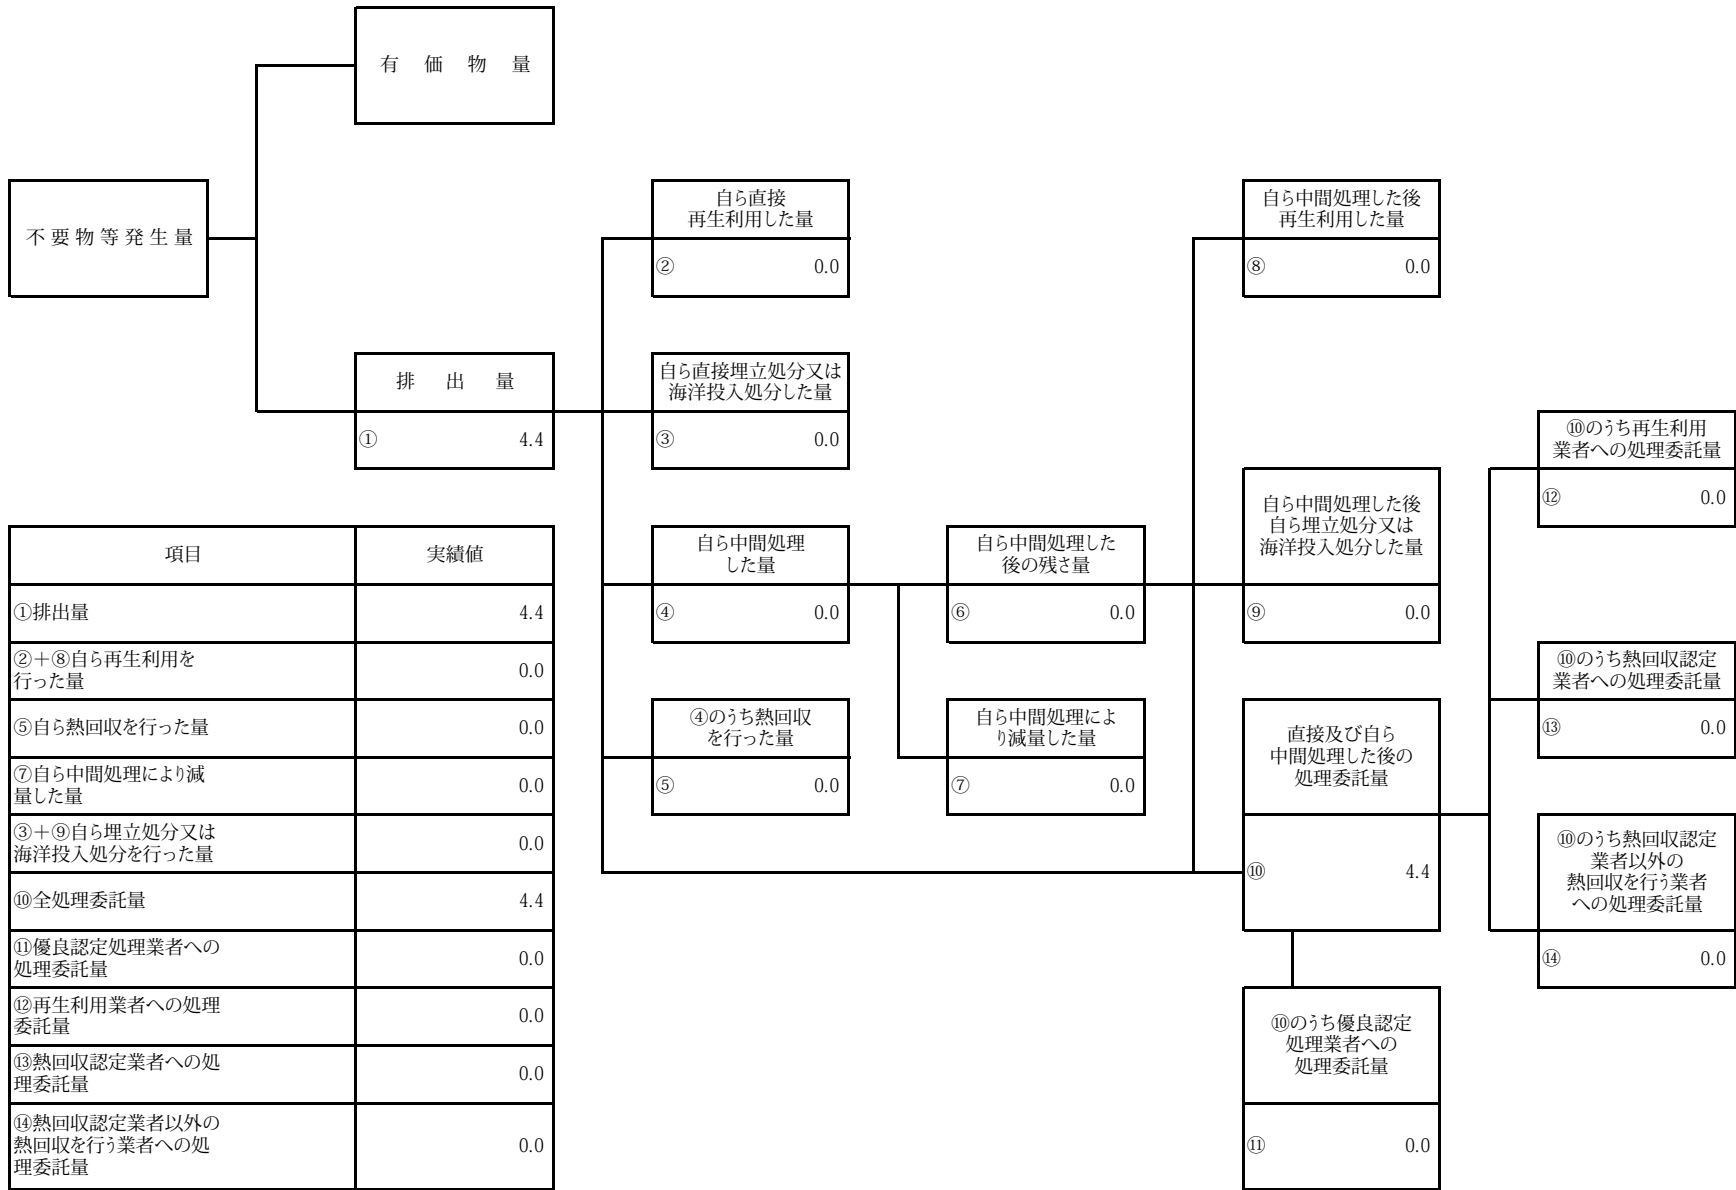 有価物量
不要物等発生量
自ら直接
再生利用した量
② 0.0
自ら中間処理した後
再生利用した量
⑧ 0.0
排出量
① 4.4
自ら直接埋立処分又は
海洋投入処分した量
③ 0.0
⑩のうち再生利用
業者への処理委託量
⑫ 0.0
自ら中間処理
した量
④ 0.0
自ら中間処理した
後の残さ量
⑥ 0.0
自ら中間処理した後
自ら埋立処分又は
海洋投入処分した量
⑨ 0.0
⑩のうち熱回収認定
業者への処理委託量
⑬ 0.0
④のうち熱回収
を行った量
⑤ 0.0
自ら中間処理によ
り減量した量
⑦ 0.0
直接及び自ら
中間処理した後の
処理委託量
⑩ 4.4
⑩のうち熱回収認定
業者以外の
熱回収を行う業者
への処理委託量
⑭ 0.0
⑩のうち優良認定
処理業者への
処理委託量
⑪ 0.0
項目 実績値
①排出量 4.4
②＋⑧自ら再生利用を
行った量 0.0
⑤自ら熱回収を行った量 0.0
⑦自ら中間処理により減
量した量 0.0
③＋⑨自ら埋立処分又は
海洋投入処分を行った量 0.0
⑩全処理委託量 4.4
⑪優良認定処理業者への
処理委託量 0.0
⑫再生利用業者への処理
委託量 0.0
⑬熱回収認定業者への処
理委託量 0.0
⑭熱回収認定業者以外の
熱回収を行う業者への処
理委託量 0.0